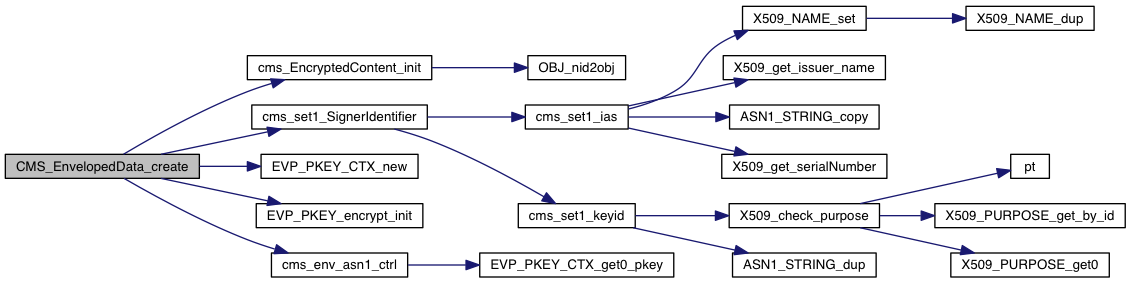 CMS_EnvelopedData_create
cms_EncryptedContent_init
OBJ_nid2obj
cms_set1_SignerIdentifier
cms_set1_ias
X509_NAME_set
X509_NAME_dup
X509_get_issuer_name
ASN1_STRING_copy
X509_get_serialNumber
cms_set1_keyid
X509_check_purpose
pt
X509_PURPOSE_get_by_id
X509_PURPOSE_get0
ASN1_STRING_dup
EVP_PKEY_CTX_new
EVP_PKEY_encrypt_init
cms_env_asn1_ctrl
EVP_PKEY_CTX_get0_pkey